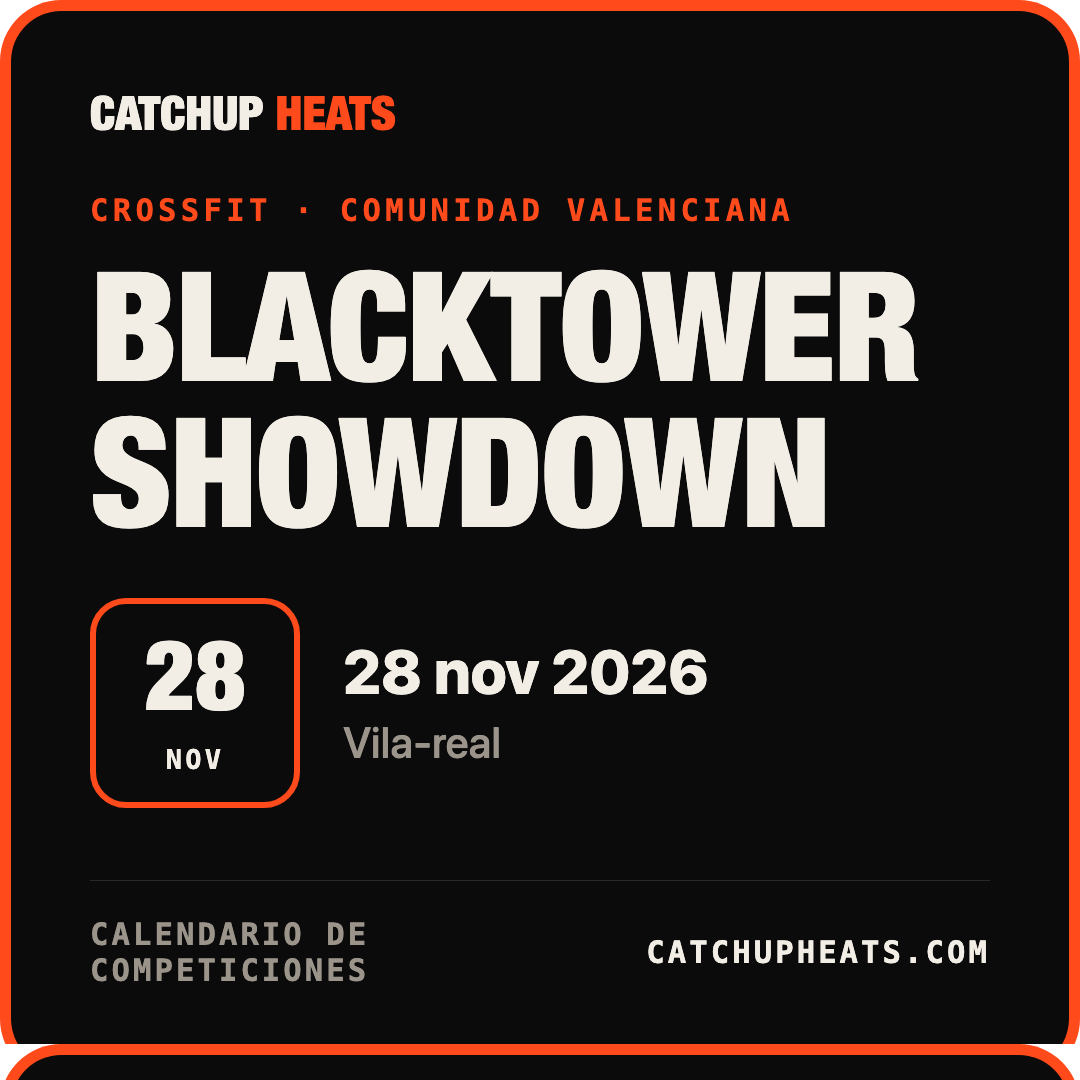 CATCHUP HEATS
CROSSFIT · COMUNIDAD VALENCIANA
BLACKTOWER
SHOWDOWN
28
NOV
28 nov 2026
Vila-real
CALENDARIO DE
COMPETICIONES
CATCHUPHEATS.COM